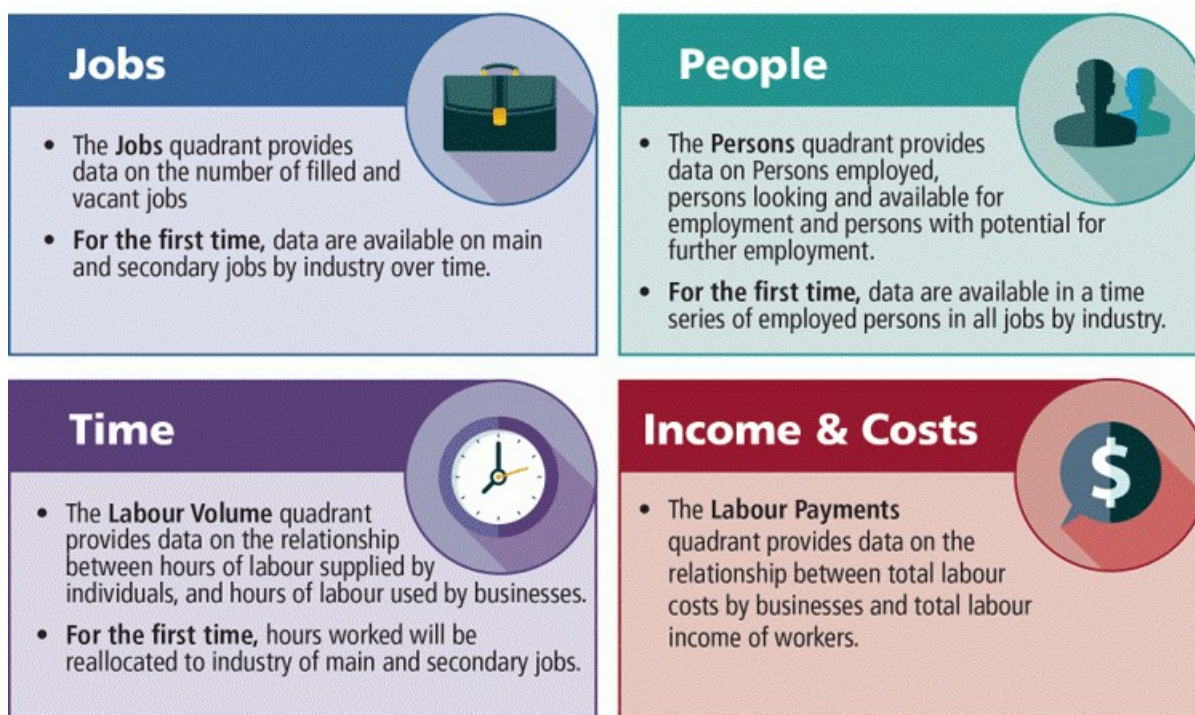 Jobs
• The Jobs quadrant provides
data on the number of filled and
vacant jobs
• For the first time, data are available on main
and secondary jobs by industry over time.
People
• The Persons quadrant provides
data on Persons employed,
persons looking and available for
employment and persons with potential for
further employment.
• For the first time, data are available in a time
series of employed persons in all jobs by industry.
Time
• The Labour Volume quadrant
provides data on the relationship
between hours of labour supplied by
individuals, and hours of labour used by businesses.
• For the first time, hours worked will be
reallocated to industry of main and secondary jobs.
Income & Costs
$
• The Labour Payments
quadrant provides data on the
relationship between total labour
costs by businesses and total labour
income of workers.